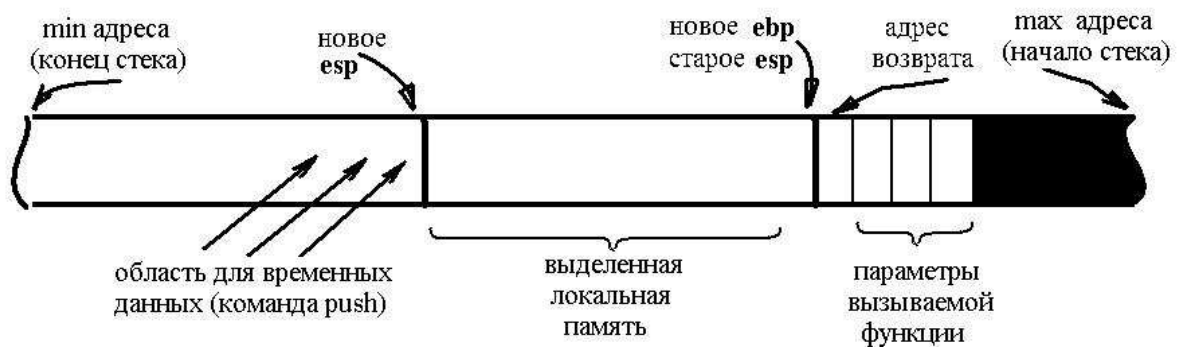 min адреса
(конец стека)
новое
esp
новое ebp
старое esp
адрес
возврата
max адреса
(начало стека)
область для временных
данных (команда push)
выделенная
локальная
память
параметры
вызываемой
функции